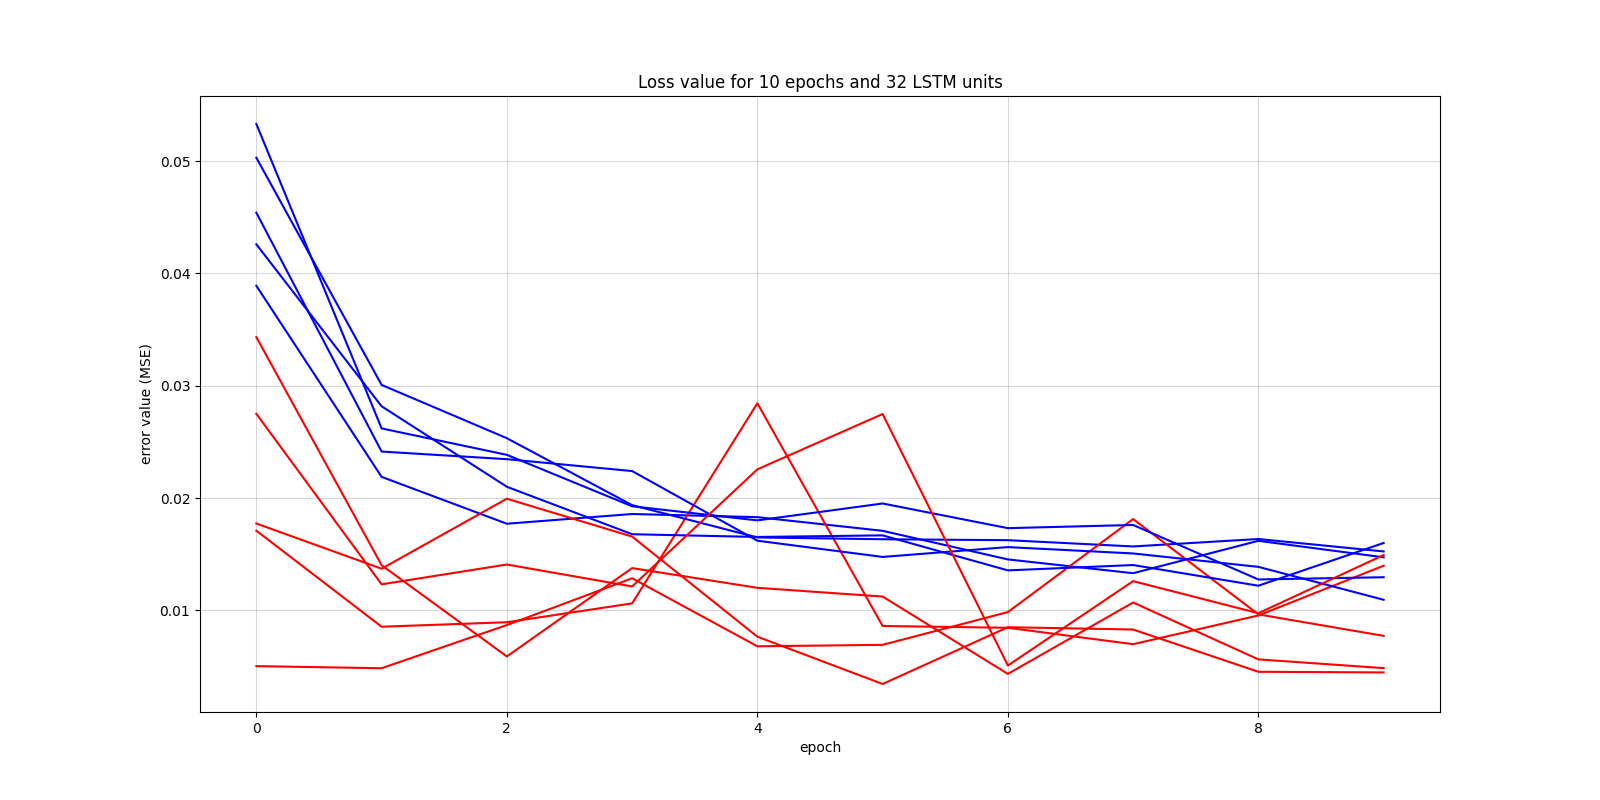 Loss value for 10 epochs and 32 LSTM units
error value (MSE)
0.05
0.04
0.03
0.02
0.01
0 2 4 6 8
epoch